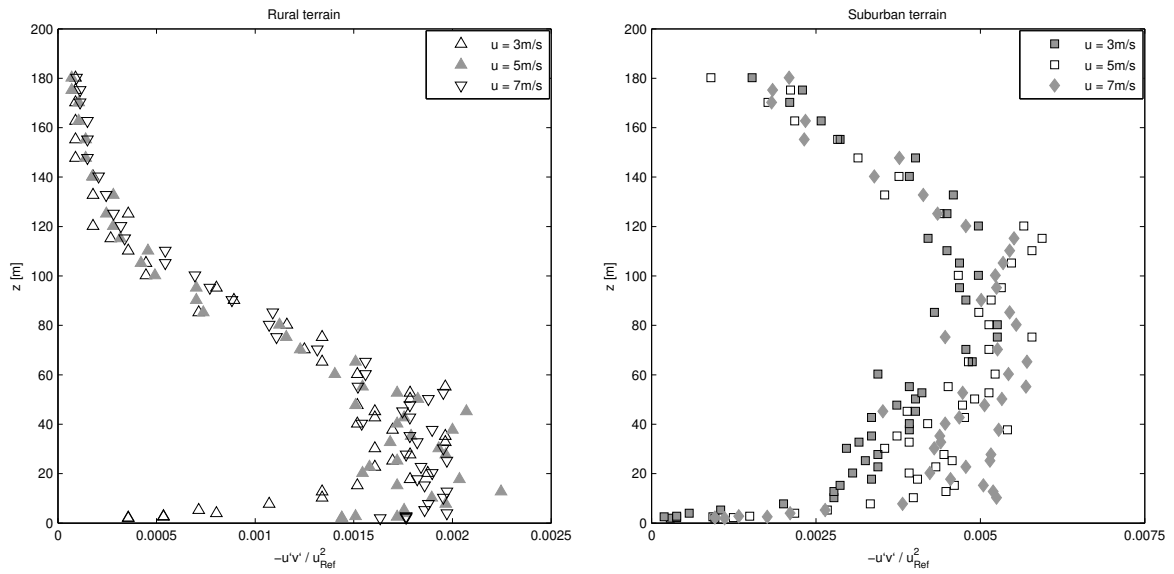 Rural terrain
200
180
160
140
120
100
80
60
40
20
0
z [m]
0
0.0005
0.001
0.0015
0.002
0.0025
−u'v' / u²Ref
u = 3m/s
u = 5m/s
u = 7m/s
Suburban terrain
200
180
160
140
120
100
80
60
40
20
0
z [m]
0
0.0025
0.005
0.0075
−u'v' / u²Ref
u = 3m/s
u = 5m/s
u = 7m/s